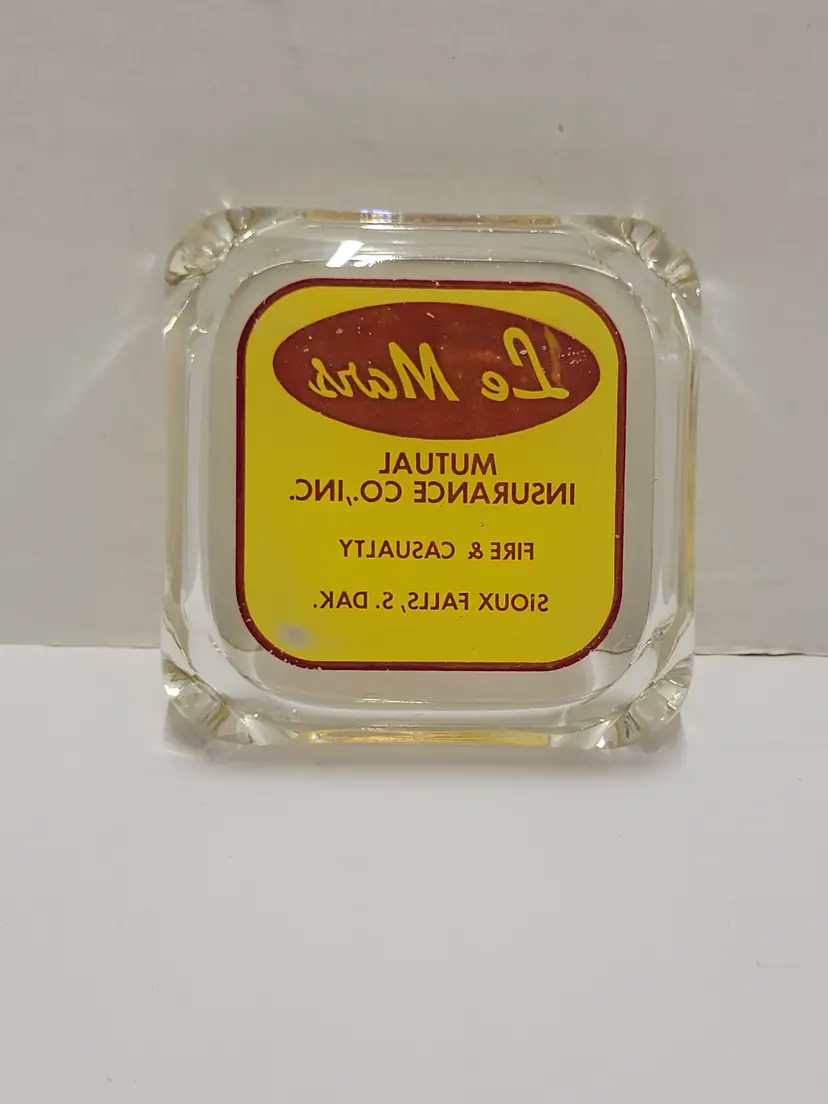 Le Mars
MUTUAL
INSURANCE CO., INC.
FIRE & CASUALTY
SiOUX FALLS, S. DAK.